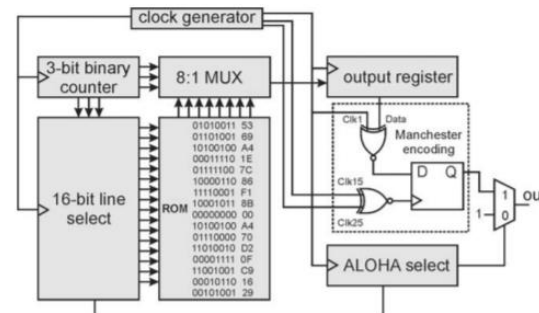 clock generator
3-bit binary
counter
8:1 MUX
output register
Clk1
Data
Manchester
encoding
D Q
Clk15
Clk25
1
0
1
out
16-bit line
select
ROM
01010011 53
01101001 69
10100100 A4
00011110 1E
01111100 7C
10000110 86
11110001 F1
10001011 8B
00000000 00
10100100 A4
01110000 70
11010010 D2
00001111 0F
11001001 C9
00010110 16
00101001 29
ALOHA select